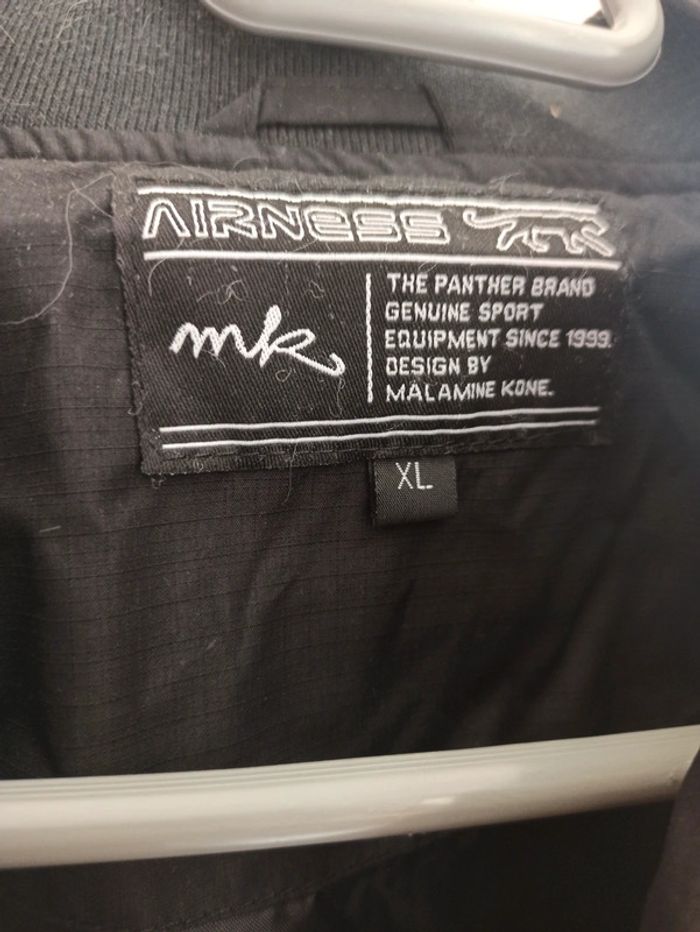 AIRNESS
mk
THE PANTHER BRAND
GENUINE SPORT
EQUIPMENT SINCE 1999.
DESIGN BY
MALAMINE KONE.
XL